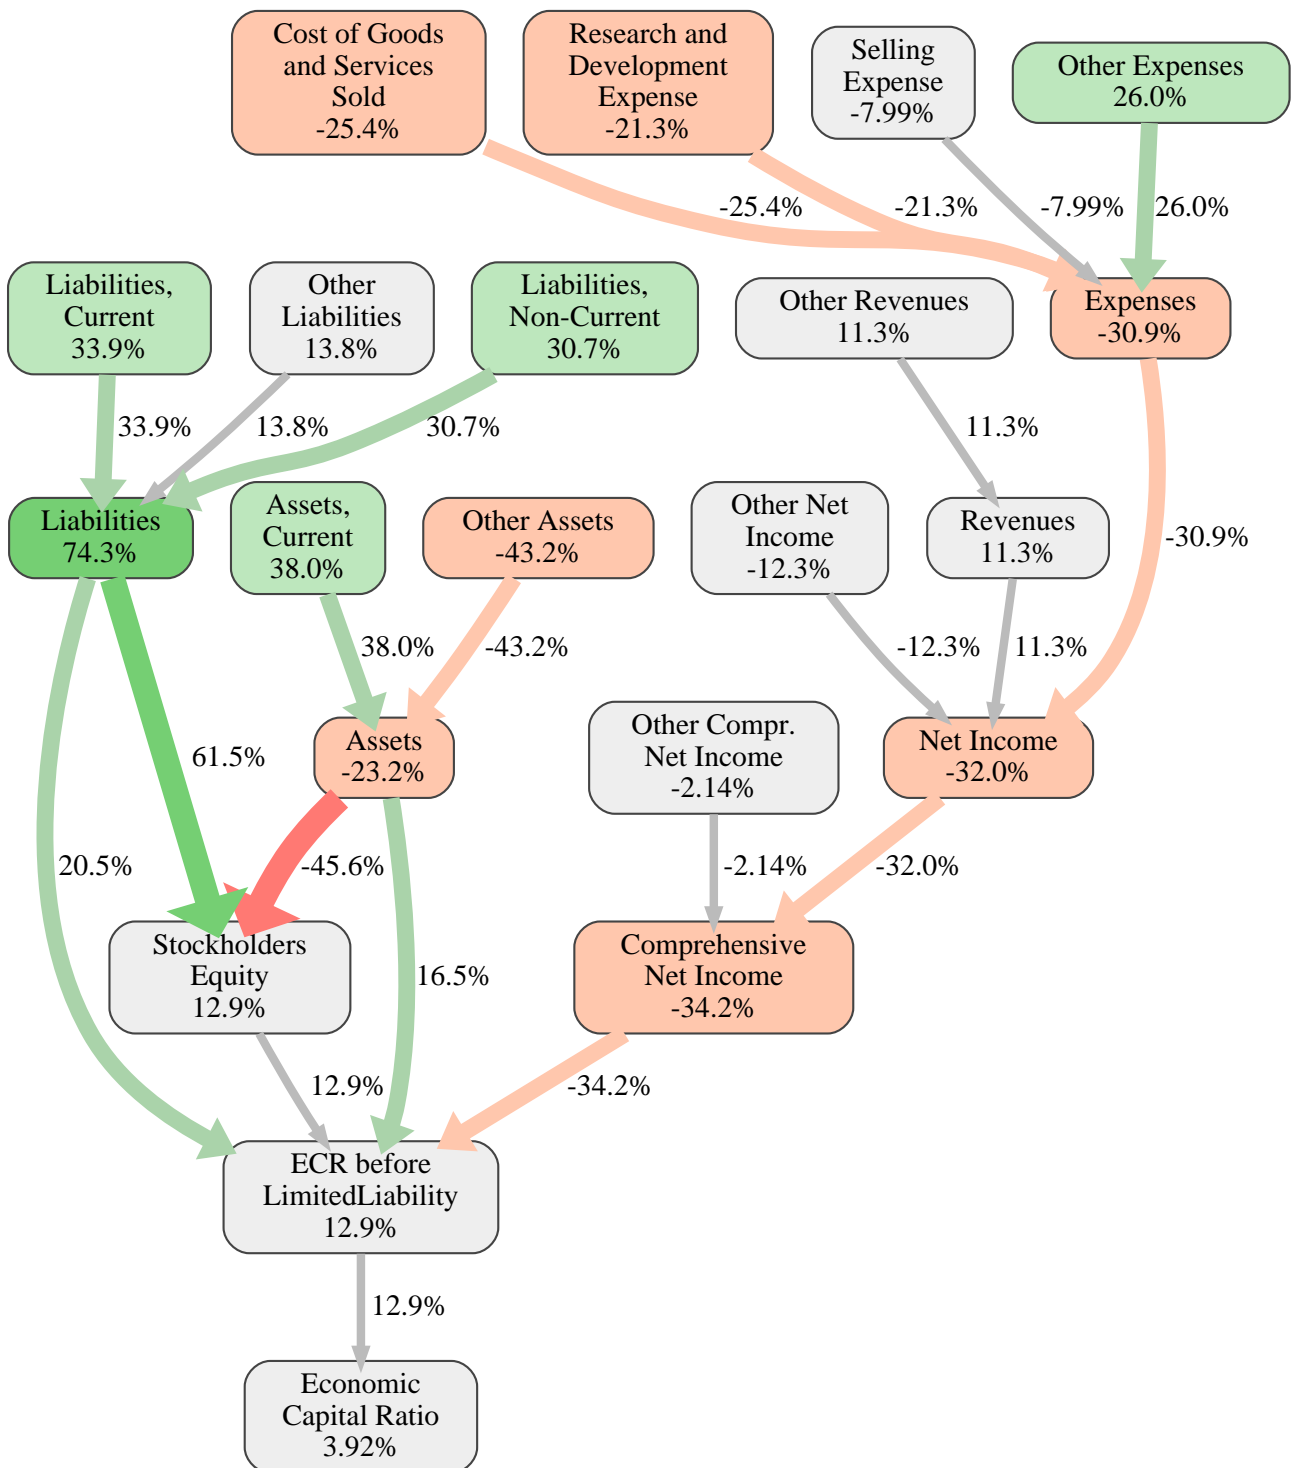 Cost of Goods
and Services
Sold
-25.4%
Research and
Development
Expense
-21.3%
Selling
Expense
-7.99%
Other Expenses
26.0%
-25.4%
-21.3%
-7.99%
26.0%
Liabilities,
Current
33.9%
Other
Liabilities
13.8%
Liabilities,
Non-Current
30.7%
Other Revenues
11.3%
Expenses
-30.9%
33.9%
13.8%
30.7%
11.3%
Liabilities
74.3%
Assets,
Current
38.0%
Other Assets
-43.2%
Other Net
Income
-12.3%
Revenues
11.3%
-30.9%
38.0%
-43.2%
-12.3%
11.3%
Assets
-23.2%
Other Compr.
Net Income
-2.14%
Net Income
-32.0%
61.5%
20.5%
-45.6%
-2.14%
-32.0%
Stockholders
Equity
12.9%
16.5%
Comprehensive
Net Income
-34.2%
12.9%
-34.2%
ECR before
LimitedLiability
12.9%
12.9%
Economic
Capital Ratio
3.92%